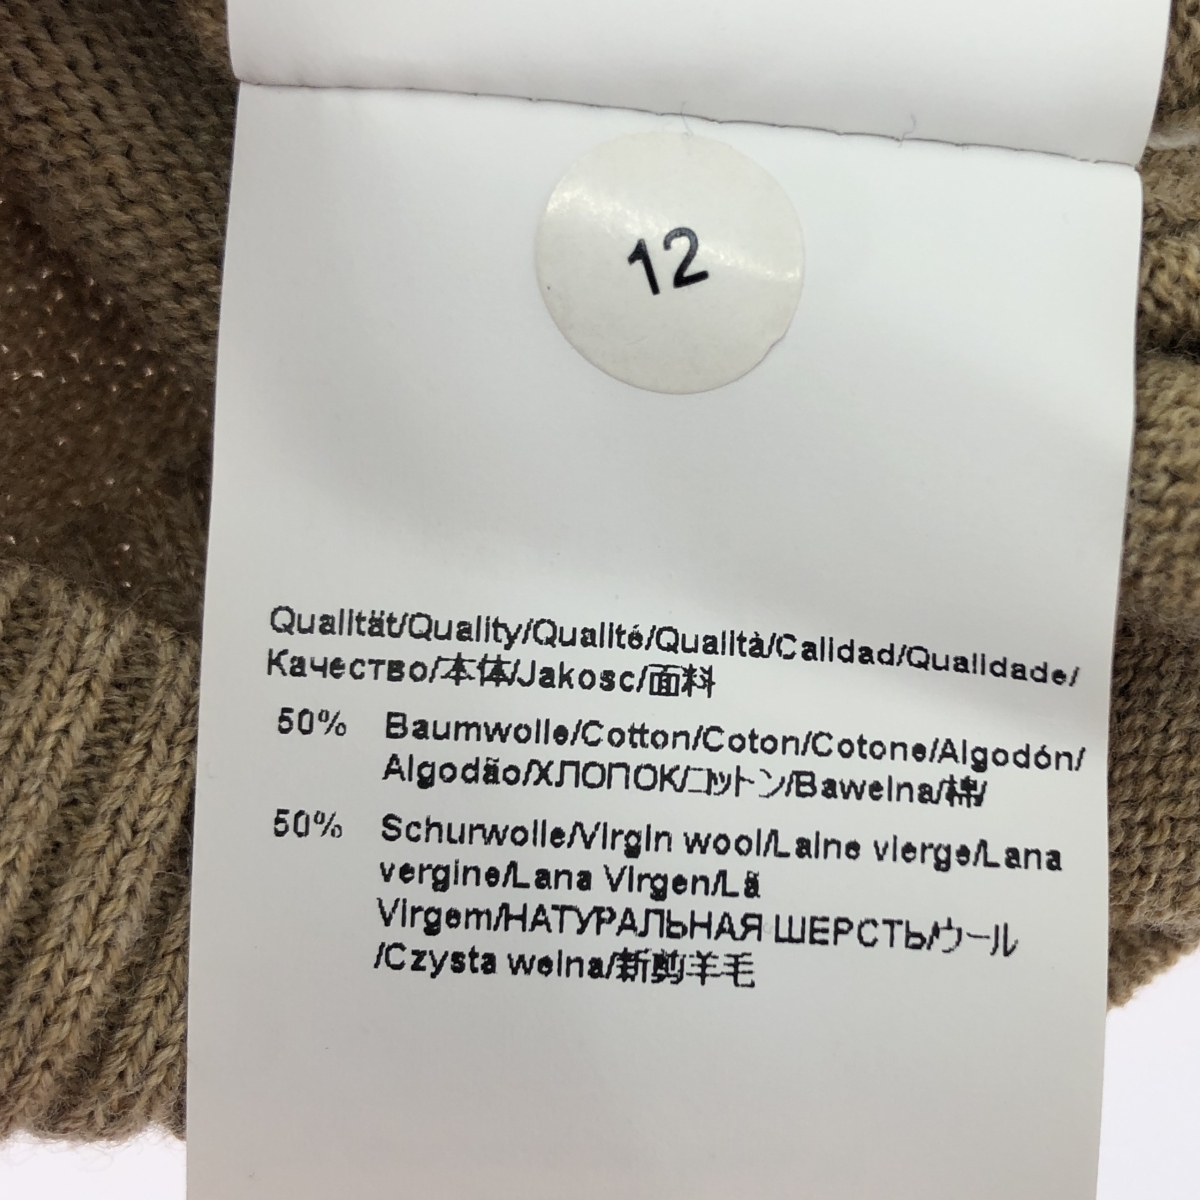 12
Qualität/Quality/Qualité/Qualità/Calidad/Qualidade/
Качество/本体/Jakosc/面料
50% Baumwolle/Cotton/Coton/Cotone/Algodón/
Algodão/ХЛОПОК/コットン/Bawelna/棉/
50% Schurwolle/Virgin wool/Laine vierge/Lana
vergine/Lana Virgen/Lã
Virgem/НАТУРАЛЬНАЯ ШЕРСТЬ/ウール
/Czysta welna/新剪羊毛